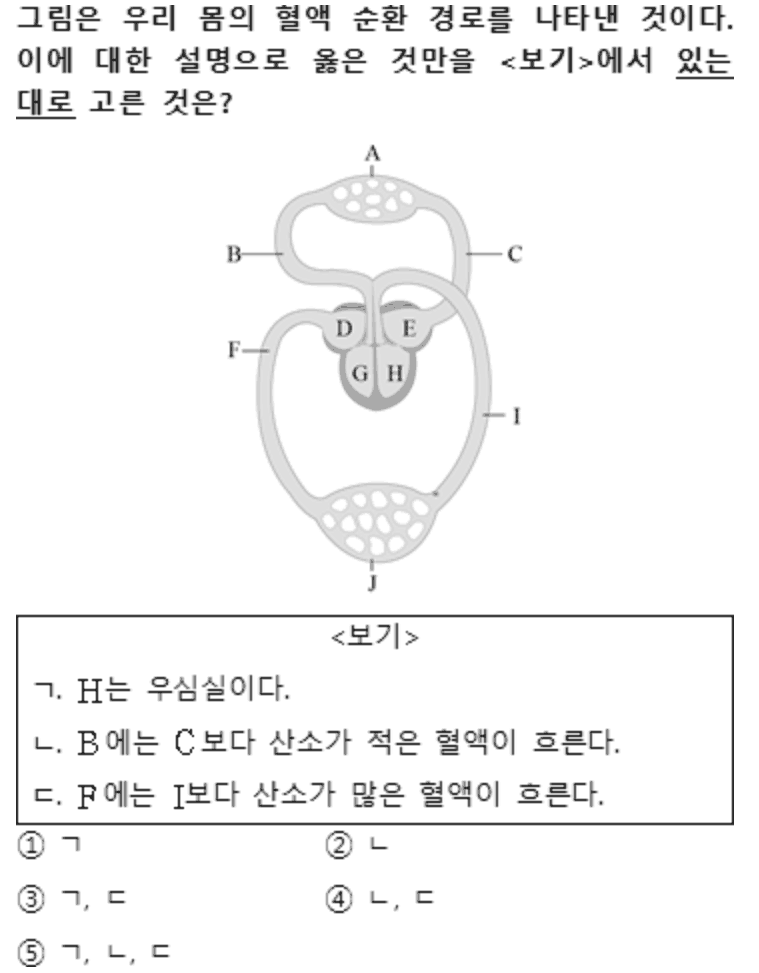 그림은 우리 몸의 혈액 순환 경로를 나타낸 것이다.
이에 대한 설명으로 옳은 것만을 <보기>에서 있는
대로 고른 것은?
A
B
C
D
E
F
G
H
I
J
<보기>
ㄱ. H는 우심실이다.
ㄴ. B에는 C보다 산소가 적은 혈액이 흐른다.
ㄷ. F에는 I보다 산소가 많은 혈액이 흐른다.
① ㄱ ② ㄴ
③ ㄱ, ㄷ ④ ㄴ, ㄷ
⑤ ㄱ, ㄴ, ㄷ